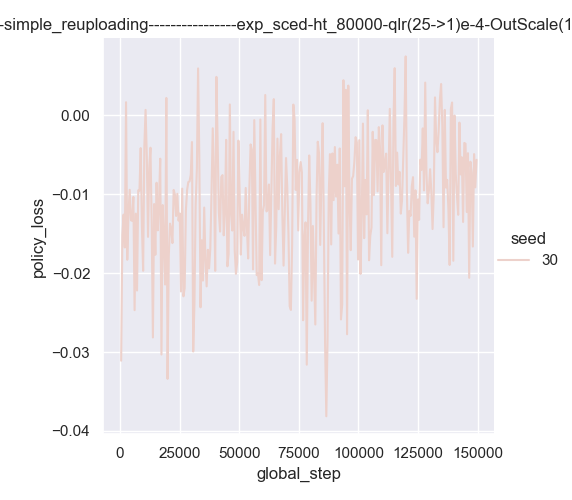 -simple_reuploading----------------exp_sced-ht_80000-qlr(25->1)e-4-OutScale(1
0.00
−0.01
−0.02
−0.03
−0.04
policy_loss
0 25000 50000 75000 100000 125000 150000
global_step
seed
30